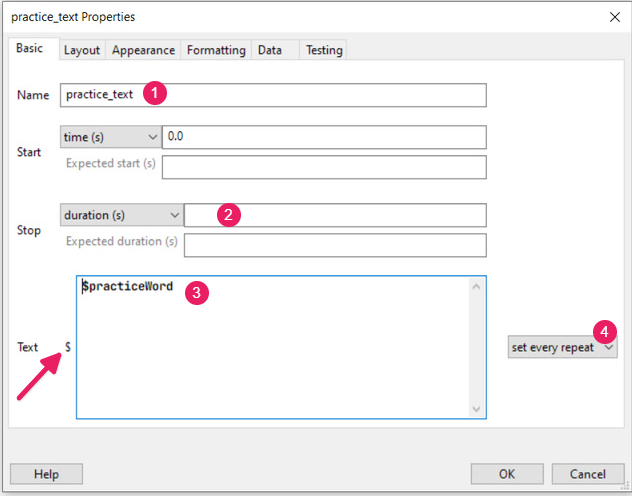 practice_text Properties
Basic Layout Appearance Formatting Data Testing
Name practice_text 1
Start time (s) 0.0
Expected start (s)
Stop duration (s) 2
Expected duration (s)
$practiceWord 3
Text $ set every repeat 4
Help OK Cancel